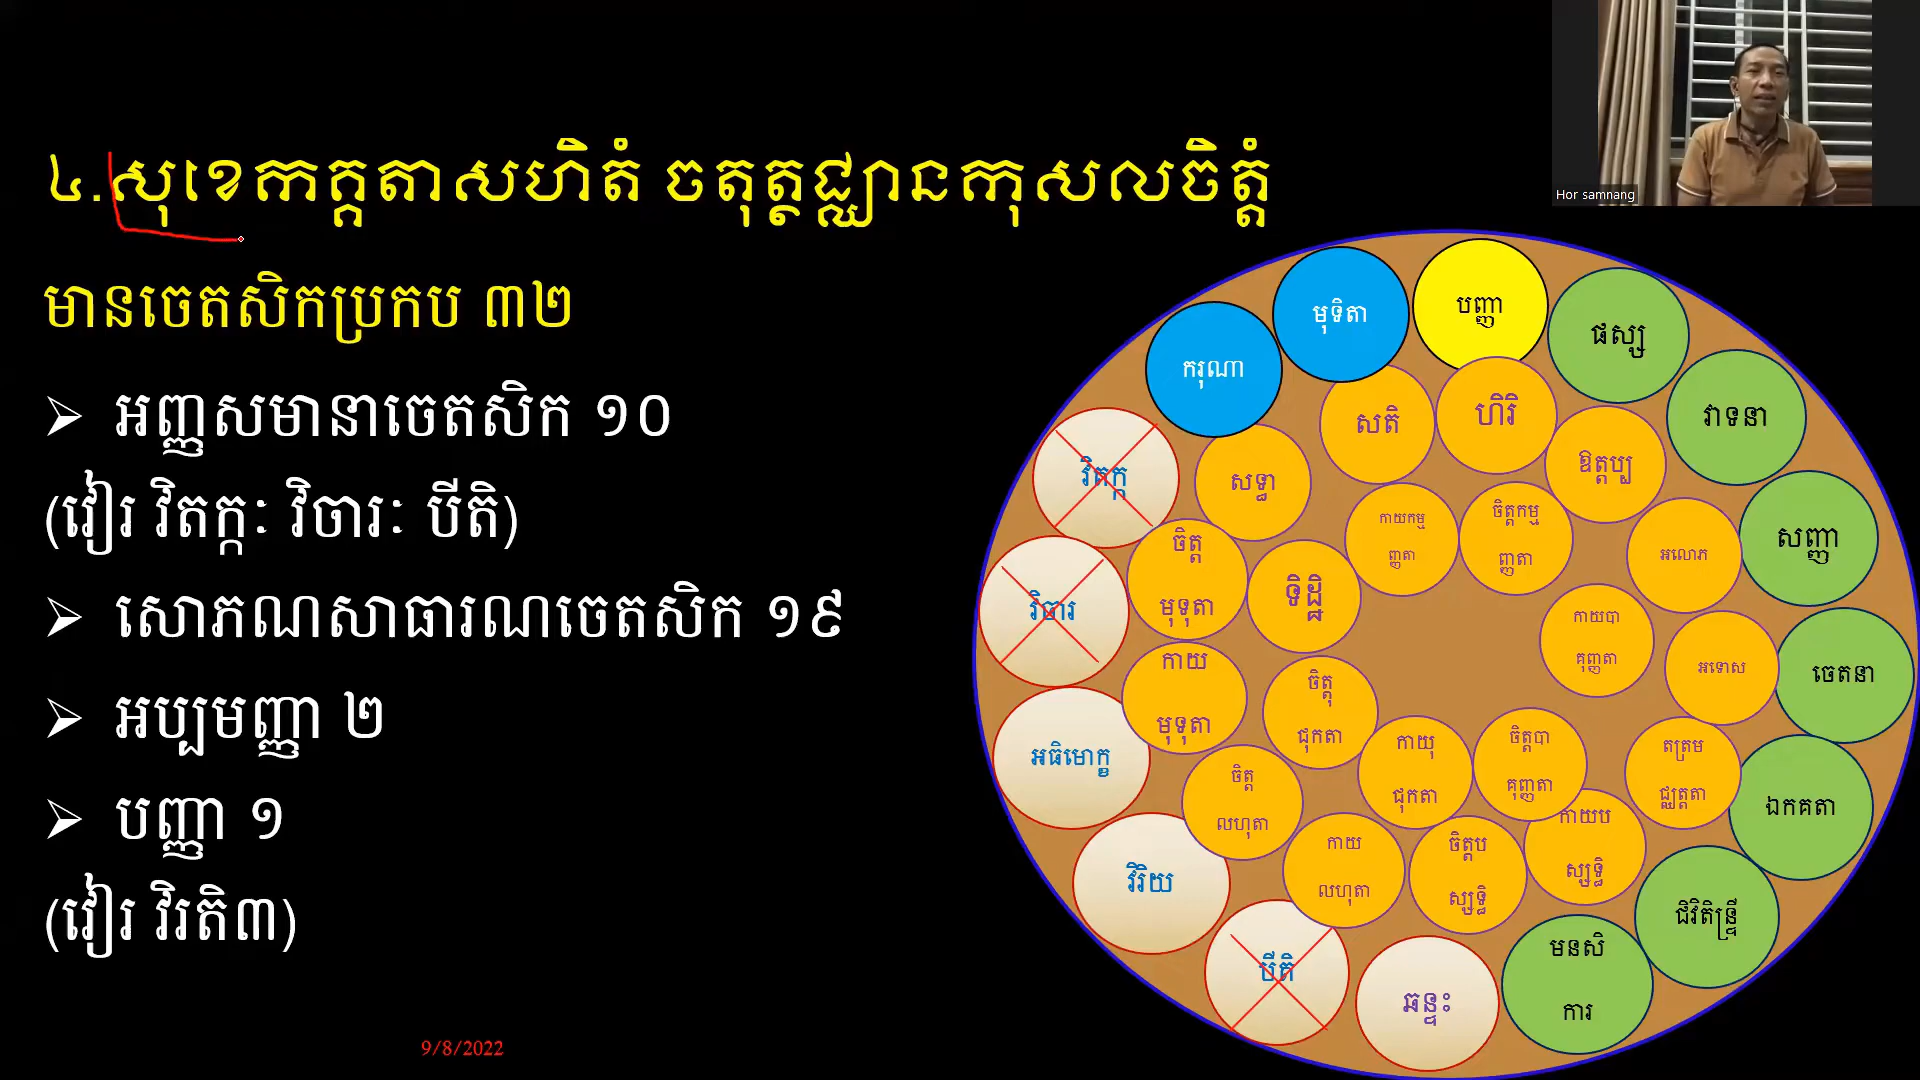 ៤.សុខេកគ្គតាសហិតំ ចតុត្ថជ្ឈានកុសលចិត្តំ
មានចេតសិកប្រកប ៣២
➢ អញ្ញសមានាចេតសិក ១០
(វៀរ វិតក្កៈ វិចារៈ បីតិ)
➢ សោភណសាធារណចេតសិក ១៩
➢ អប្បមញ្ញា ២
➢ បញ្ញា ១
(វៀរ វិរតិ៣)
9/8/2022
Hor samnang
ករុណា
មុទិតា
បញ្ញា
ផស្ស
វាទនា
សញ្ញា
ចេតនា
ឯកគតា
ជិវិតិន្ទ្រី
មនសិ
ការ
ឆន្ទះ
បីតិ
វិរិយ
អធិមោក្ខ
វិចារ
វិតក្ក
សទ្ធា
សតិ
ហិរិ
ឱត្តប្ប
អលោភ
អទោស
តត្រម
ជ្ឈត្តតា
កាយប
ស្សទ្ធិ
ចិត្តប
ស្សទ្ធិ
កាយ
លហុតា
ចិត្ត
លហុតា
កាយ
មុទុតា
ចិត្ត
មុទុតា
ទិដ្ឋិ
កាយកម្ម
ញ្ញតា
ចិត្តកម្ម
ញ្ញតា
កាយបា
គុញ្ញតា
ចិត្តបា
គុញ្ញតា
កាយុ
ជុកតា
ចិត្តុ
ជុកតា